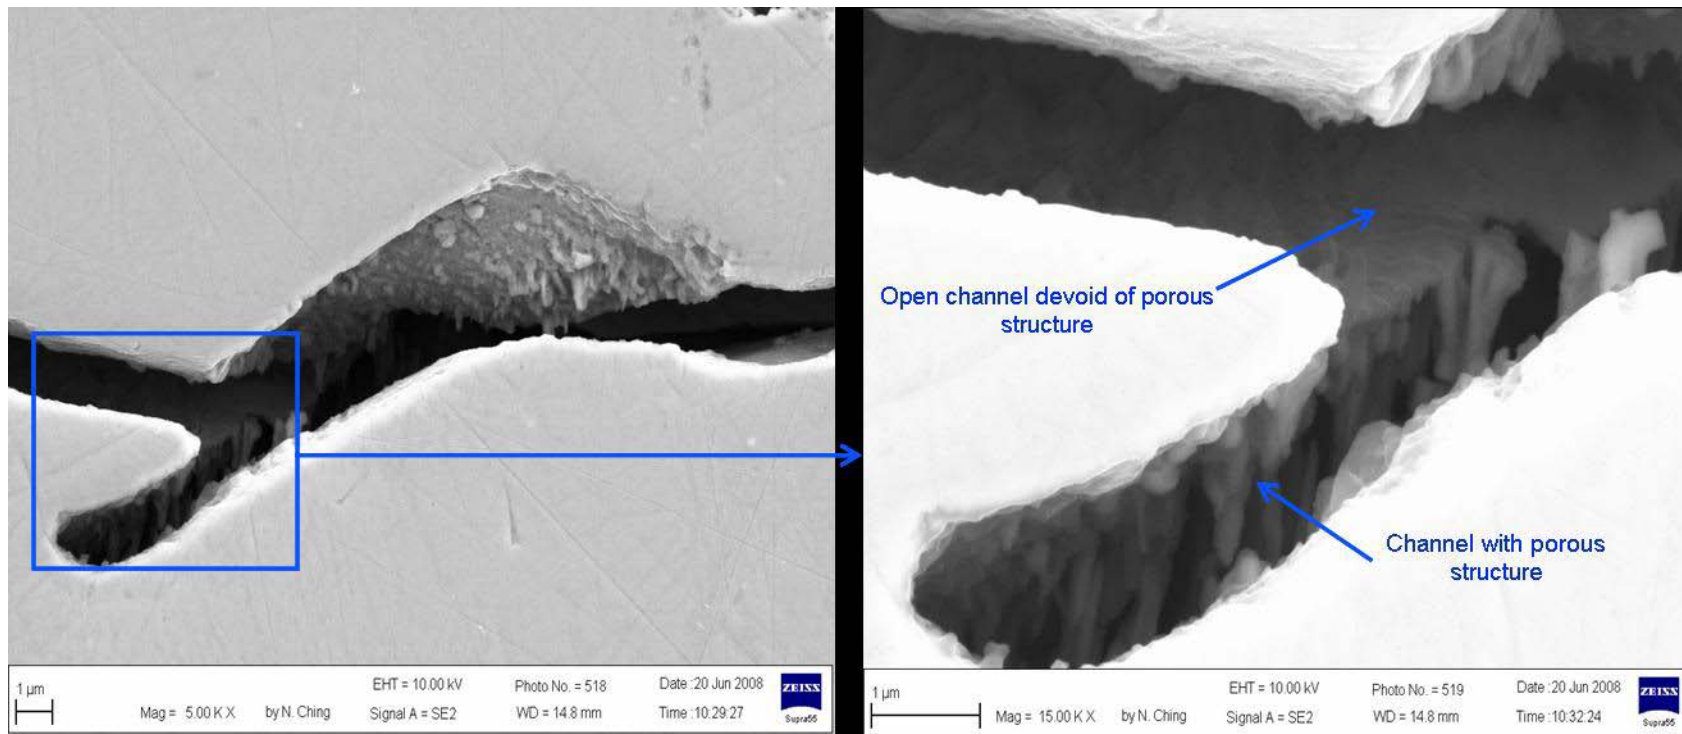 Open channel devoid of porous
structure
Channel with porous
structure
1 µm
Mag = 5.00 K X
by N. Ching
EHT = 10.00 kV
Signal A = SE2
Photo No. = 518
WD = 14.8 mm
Date :20 Jun 2008
Time :10:29:27
ZEISS
Supra55
1 µm
Mag = 15.00 K X
by N. Ching
EHT = 10.00 kV
Signal A = SE2
Photo No. = 519
WD = 14.8 mm
Date :20 Jun 2008
Time :10:32:24
ZEISS
Supra55